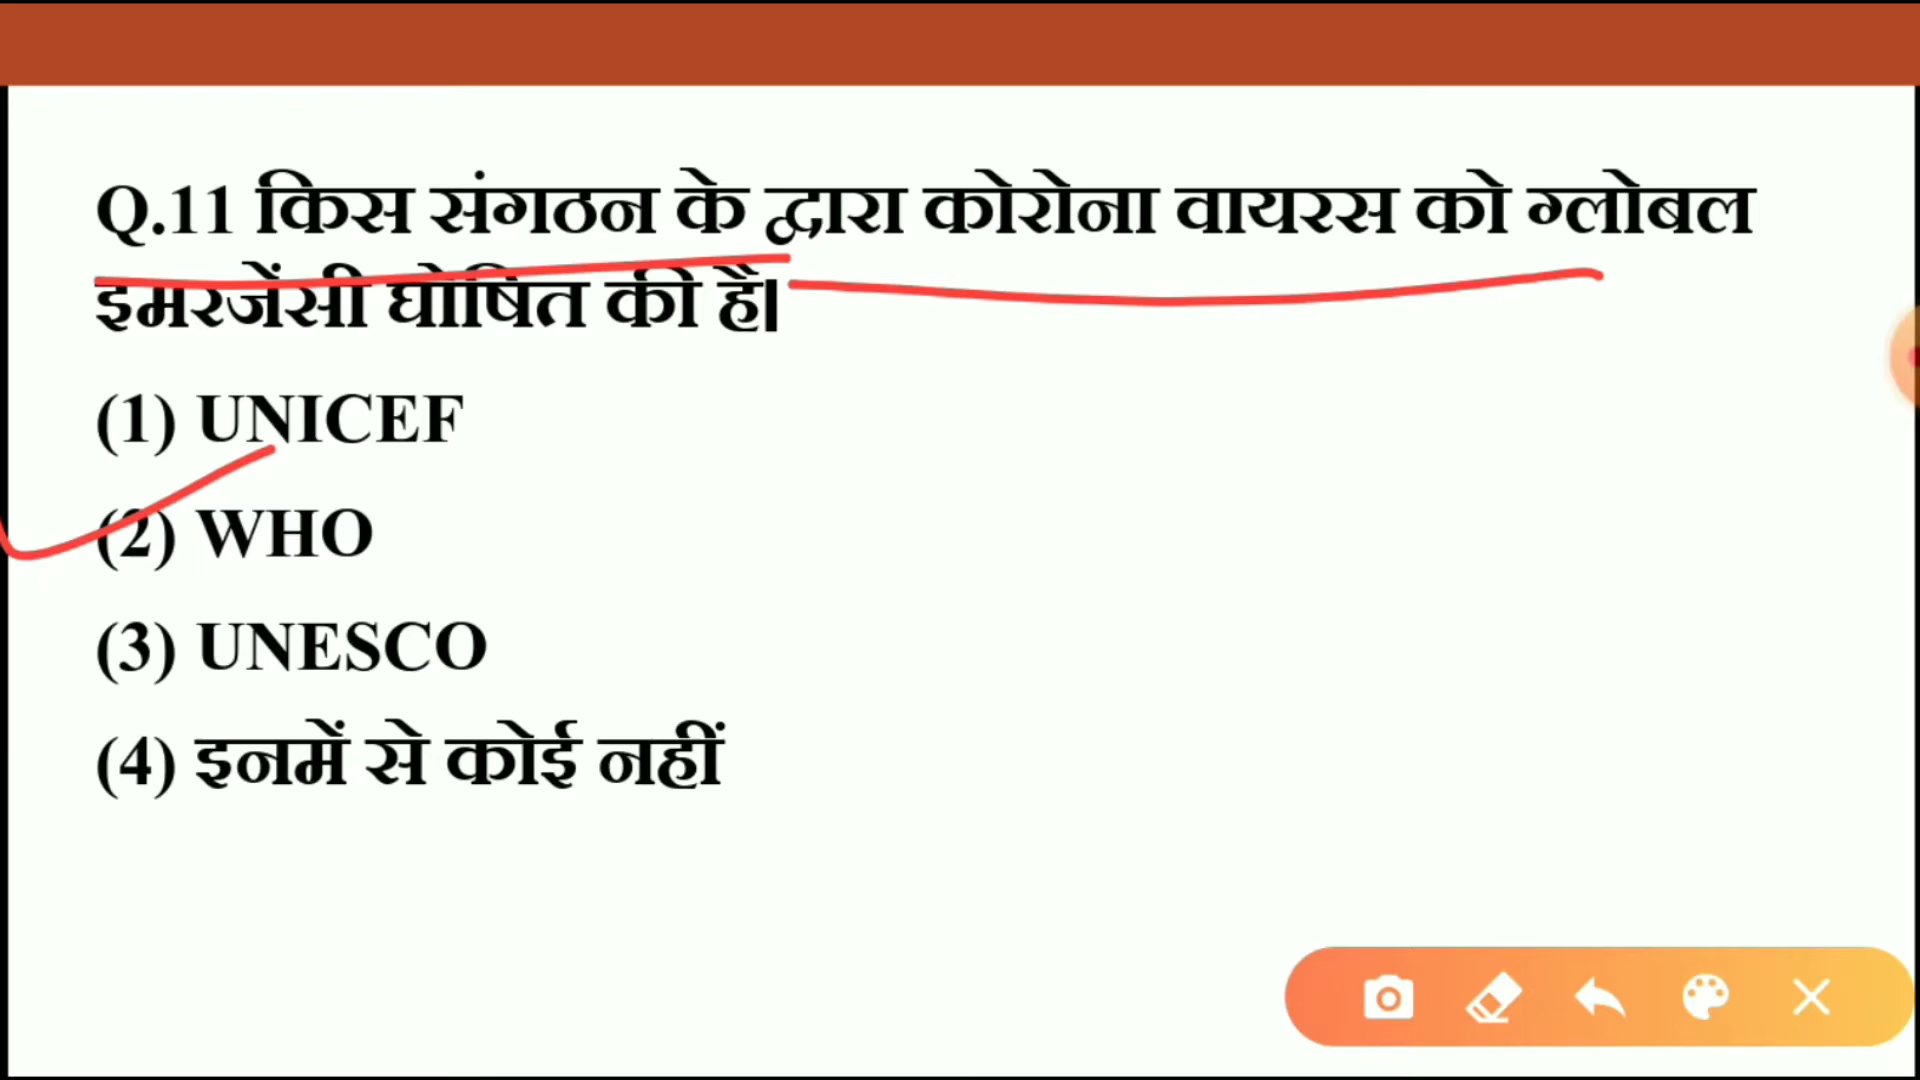 Q.11 किस संगठन के द्वारा कोरोना वायरस को ग्लोबल
इमरजेंसी घोषित की है।
(1) UNICEF
(2) WHO
(3) UNESCO
(4) इनमें से कोई नहीं